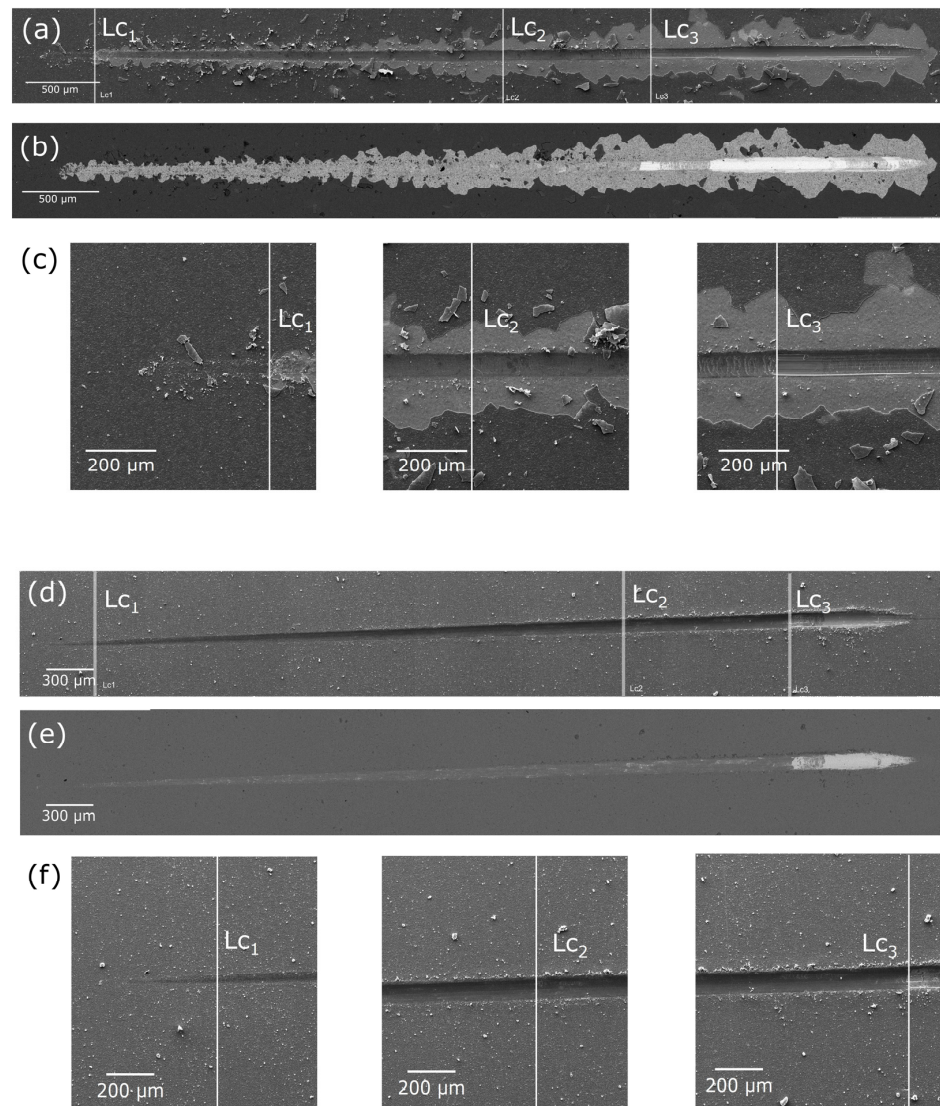 (a) Lc₁ Lc₂ Lc₃
500 µm Lc1 Lc2 Lc3
(b)
500 µm
(c)
Lc₁ Lc₂ Lc₃
200 µm 200 µm 200 µm
(d) Lc₁ Lc₂ Lc₃
300 µm Lc1 Lc2 Lc3
(e)
300 µm
(f)
Lc₁ Lc₂ Lc₃
200 µm 200 µm 200 µm